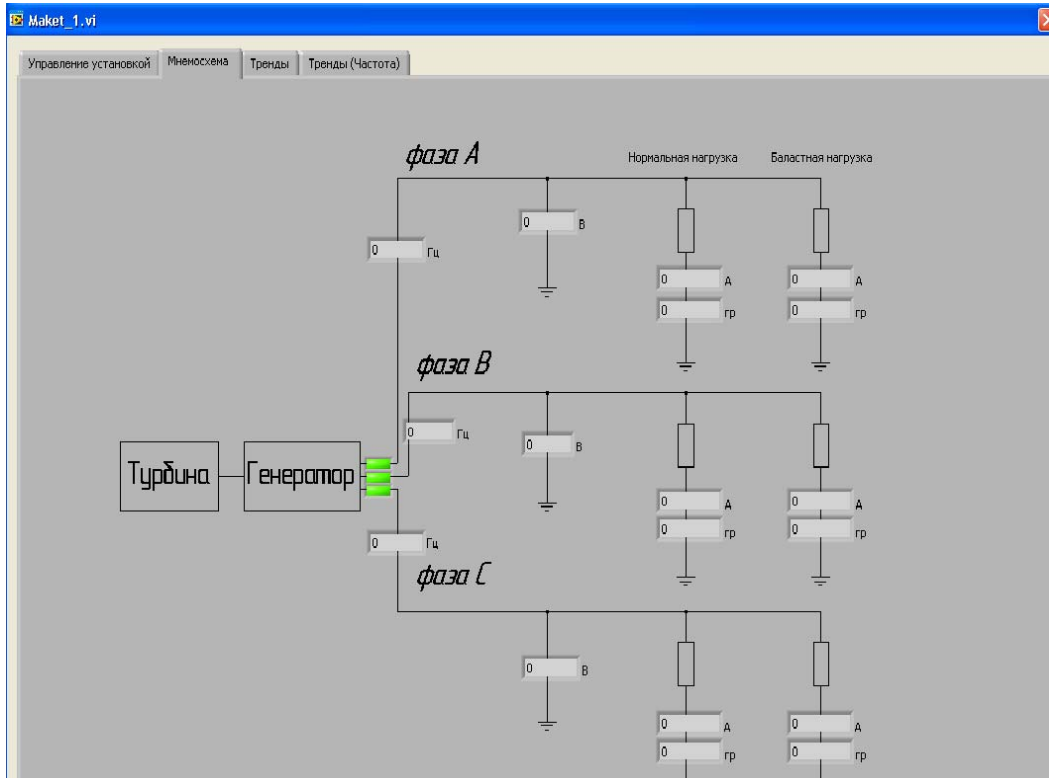 Maket_1.vi
Управление установкой Мнемосхема Тренды Тренды (Частота)
фаза A
Нормальная нагрузка Баластная нагрузка
0 Гц
0 В
0 А
0 гр
0 А
0 гр
фаза B
0 Гц
0 В
0 А
0 гр
0 А
0 гр
Турбина Генератор
0 Гц
фаза C
0 В
0 А
0 гр
0 А
0 гр